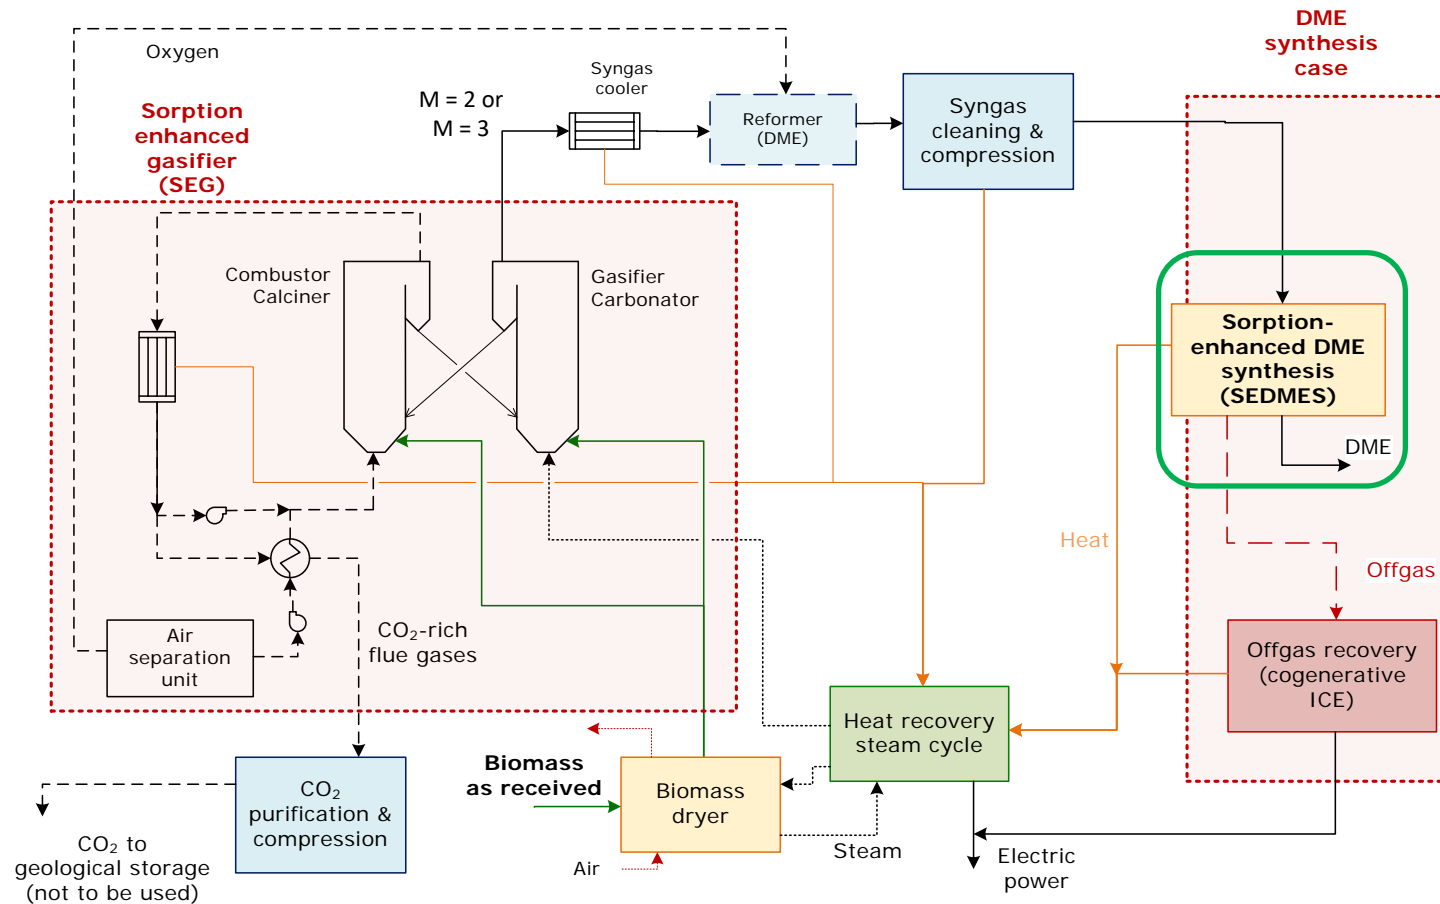 DME
synthesis
case
Oxygen
Syngas
cooler
M = 2 or
M = 3
Reformer
(DME)
Syngas
cleaning &
compression
Sorption
enhanced
gasifier
(SEG)
Combustor
Calciner
Gasifier
Carbonator
Sorption-
enhanced DME
synthesis
(SEDMES)
DME
Heat
Offgas
Air
separation
unit
CO₂-rich
flue gases
Offgas recovery
(cogenerative
ICE)
Heat recovery
steam cycle
Biomass
as received
Biomass
dryer
CO₂
purification &
compression
CO₂ to
geological storage
(not to be used)
Air
Steam
Electric
power